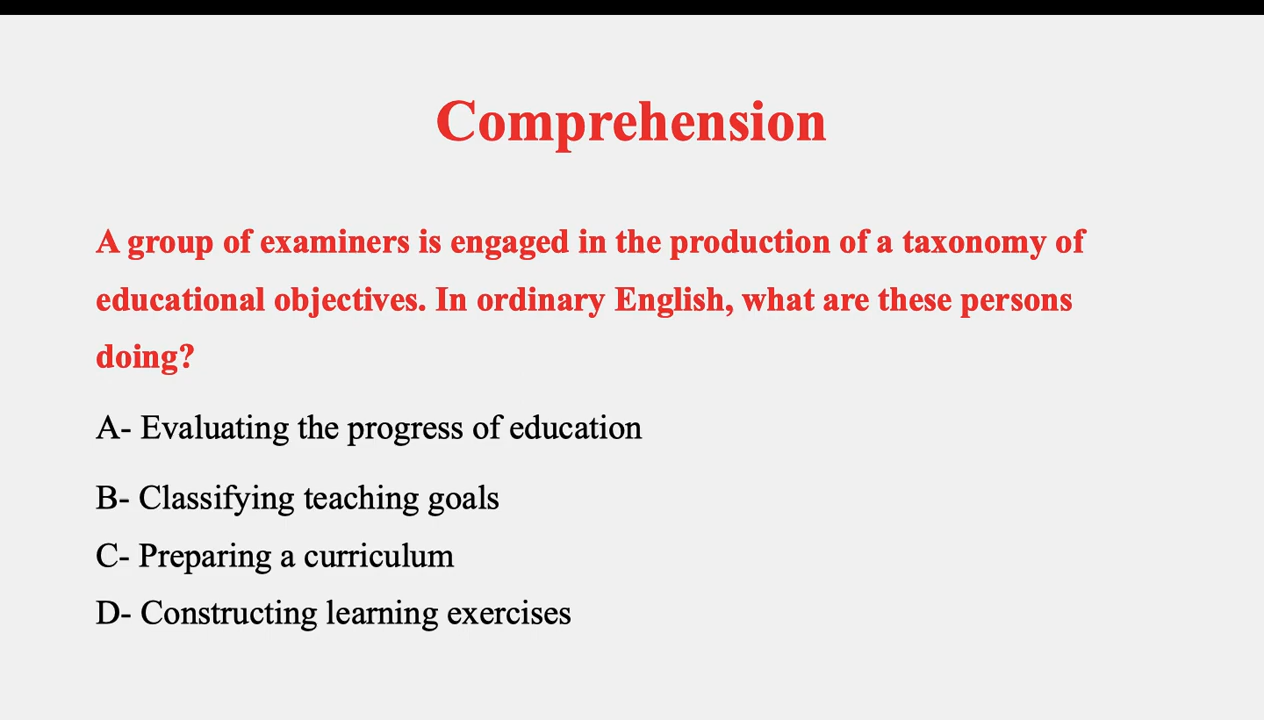 Comprehension
A group of examiners is engaged in the production of a taxonomy of
educational objectives. In ordinary English, what are these persons
doing?
A- Evaluating the progress of education
B- Classifying teaching goals
C- Preparing a curriculum
D- Constructing learning exercises